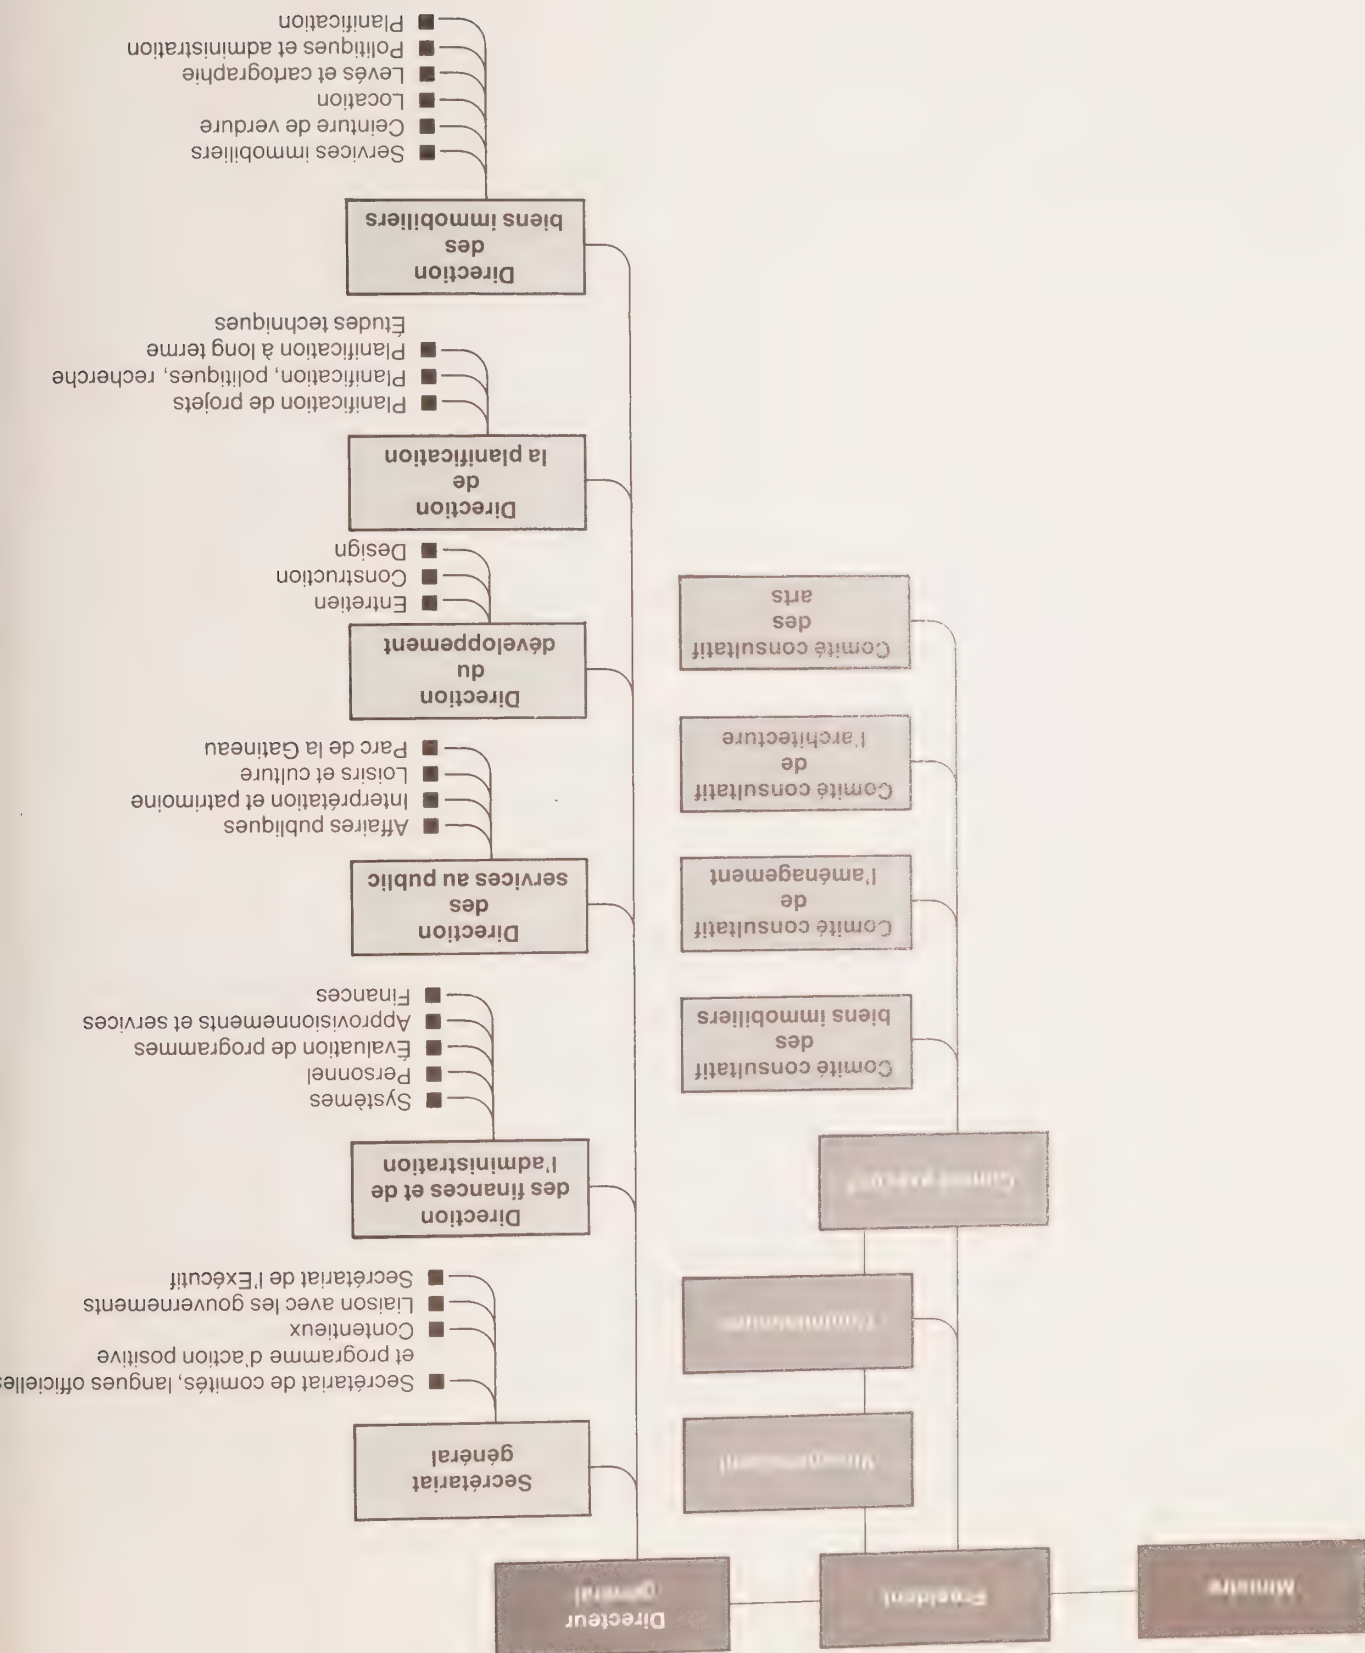 Ministre
Président
Directeur
général
Vice-président
Commissaires
Conseil exécutif
Comité consultatif
des
biens immobiliers
Comité consultatif
de
l'aménagement
Comité consultatif
de
l'architecture
Comité consultatif
des
arts
Secrétariat
général
■ Secrétariat de comités, langues officielles
et programme d'action positive
■ Contentieux
■ Liaison avec les gouvernements
■ Secrétariat de l'Exécutif
Direction
des finances et de
l'administration
■ Systèmes
■ Personnel
■ Évaluation de programmes
■ Approvisionnements et services
■ Finances
Direction
des
services au public
■ Affaires publiques
■ Interprétation et patrimoine
■ Loisirs et culture
■ Parc de la Gatineau
Direction
du
développement
■ Entretien
■ Construction
■ Design
Direction
de
la planification
■ Planification de projets
■ Planification, politiques, recherche
■ Planification à long terme
Études techniques
Direction
des
biens immobiliers
■ Services immobiliers
■ Ceinture de verdure
■ Location
■ Levés et cartographie
■ Politiques et administration
■ Planification